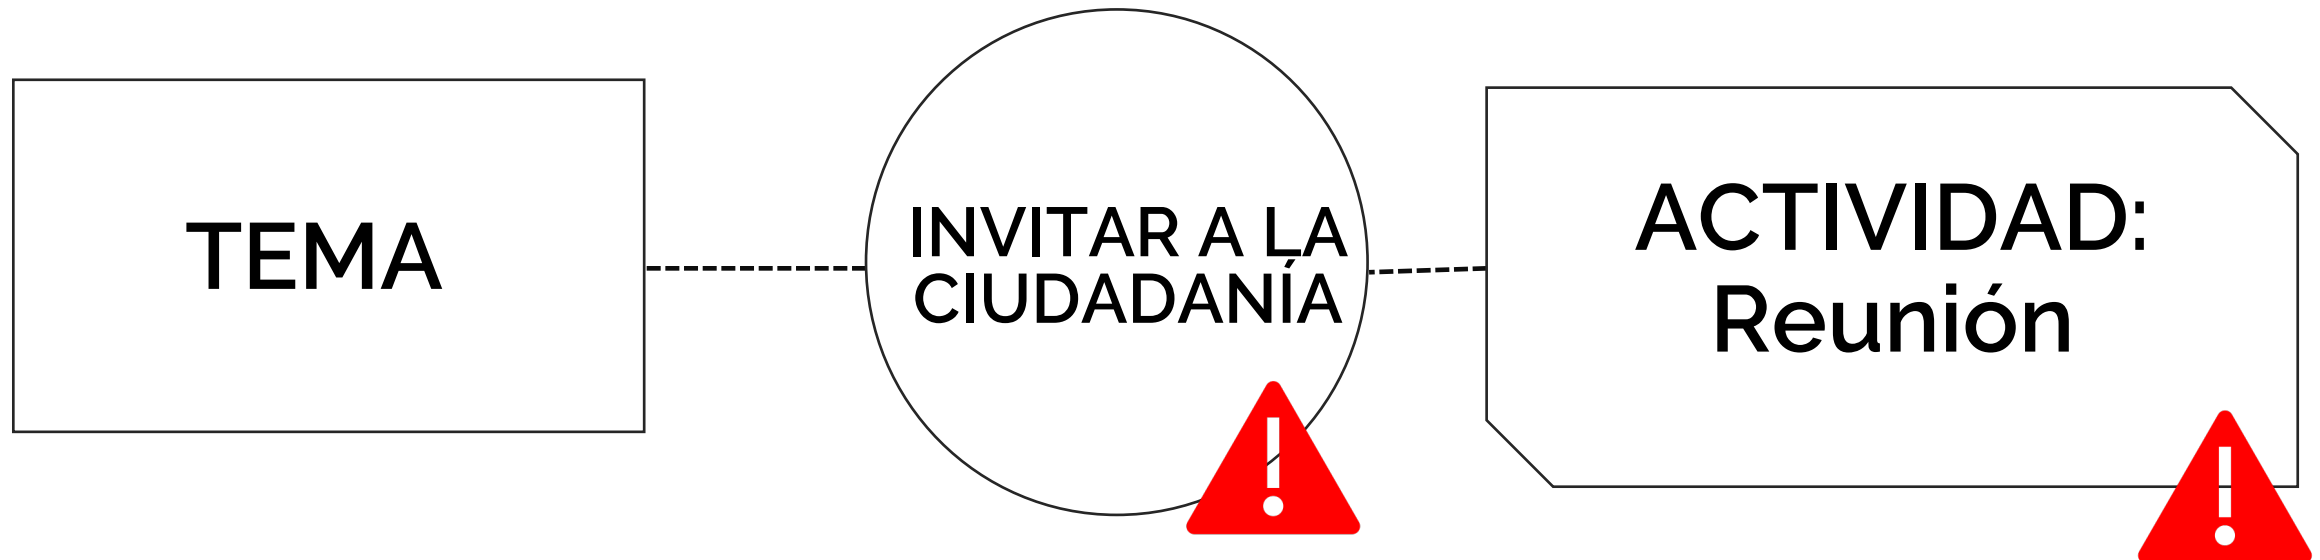 TEMA
INVITAR A LA
CIUDADANÍA
ACTIVIDAD:
Reunión